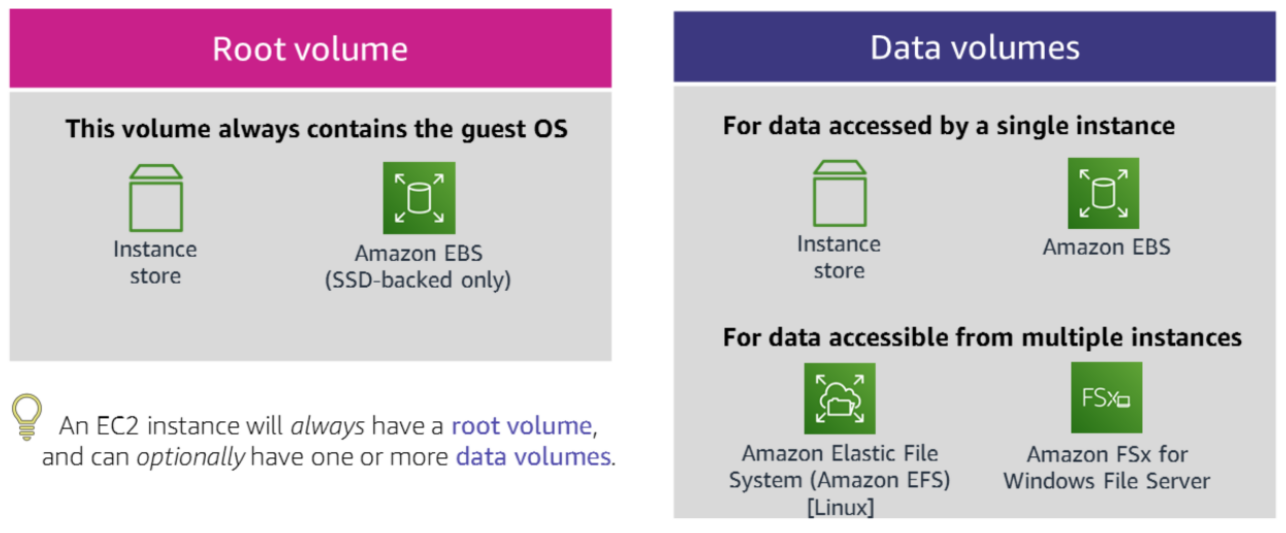 Root volume
This volume always contains the guest OS
Instance
store
Amazon EBS
(SSD-backed only)
An EC2 instance will always have a root volume,
and can optionally have one or more data volumes.
Data volumes
For data accessed by a single instance
Instance
store
Amazon EBS
For data accessible from multiple instances
Amazon Elastic File
System (Amazon EFS)
[Linux]
FSx
Amazon FSx for
Windows File Server